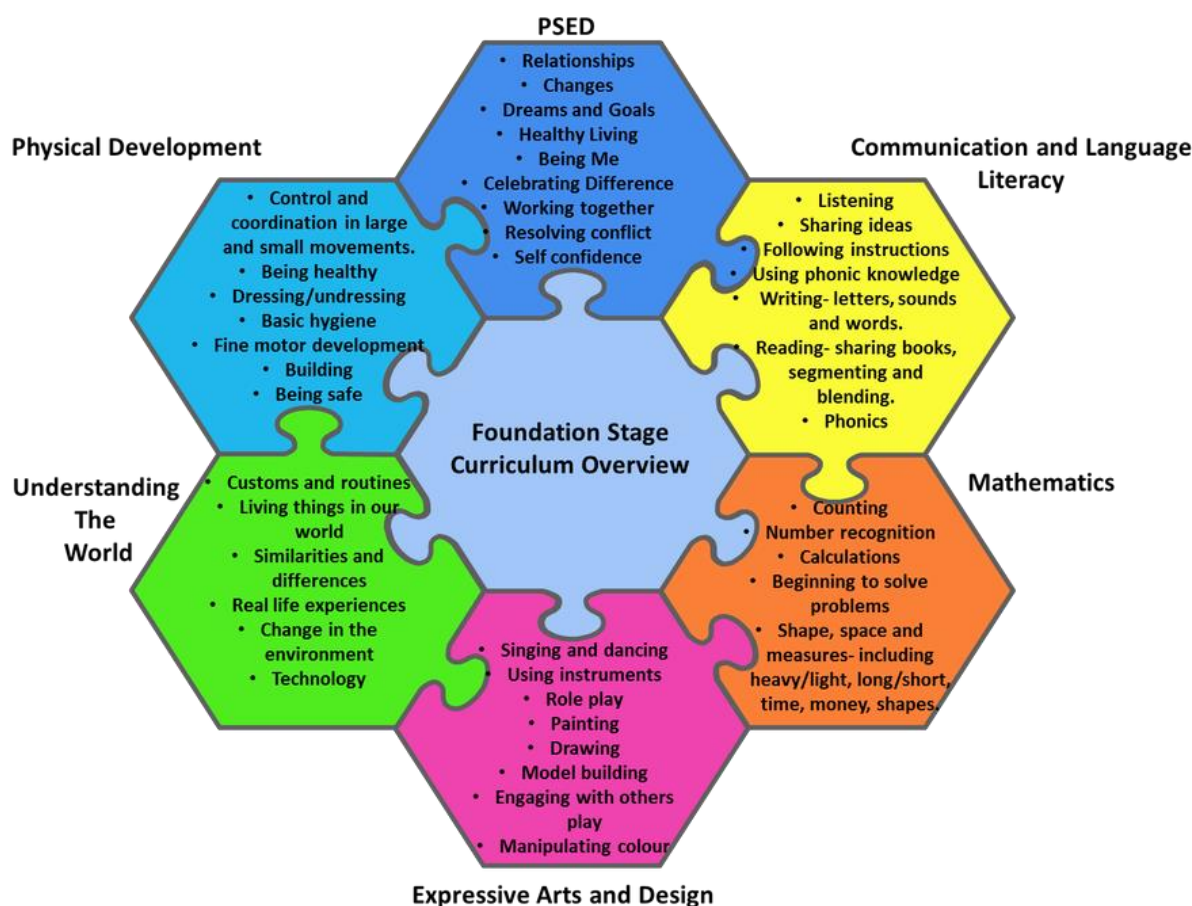 PSED
• Relationships
• Changes
• Dreams and Goals
• Healthy Living
• Being Me
• Celebrating Difference
• Working together
• Resolving conflict
• Self confidence
Physical Development
• Control and
coordination in large
and small movements.
• Being healthy
• Dressing/undressing
• Basic hygiene
• Fine motor development
• Building
• Being safe
Communication and Language
Literacy
• Listening
• Sharing ideas
• Following instructions
• Using phonic knowledge
• Writing- letters, sounds
and words.
• Reading- sharing books,
segmenting and
blending.
• Phonics
Foundation Stage
Curriculum Overview
Understanding
The
World
• Customs and routines
• Living things in our
world
• Similarities and
differences
• Real life experiences
• Change in the
environment
• Technology
Mathematics
• Counting
• Number recognition
• Calculations
• Beginning to solve
problems
• Shape, space and
measures- including
heavy/light, long/short,
time, money, shapes.
• Singing and dancing
• Using instruments
• Role play
• Painting
• Drawing
• Model building
• Engaging with others
play
• Manipulating colour
Expressive Arts and Design